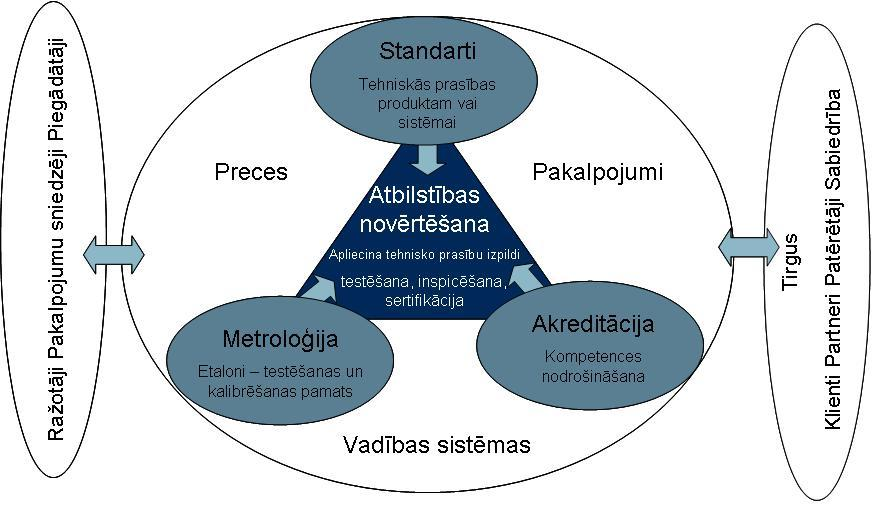 Ražotāji Pakalpojumu sniedzēji Piegādātāji
Standarti
Tehniskās prasības
produktam vai
sistēmai
Preces
Pakalpojumi
Atbilstības
novērtēšana
Apliecina tehnisko prasību izpildi
testēšana, inspicēšana,
sertifikācija
Metroloģija
Etaloni – testēšanas un
kalibrēšanas pamats
Akreditācija
Kompetences
nodrošināšana
Vadības sistēmas
Tirgus
Klienti Partneri Patērētāji Sabiedrība